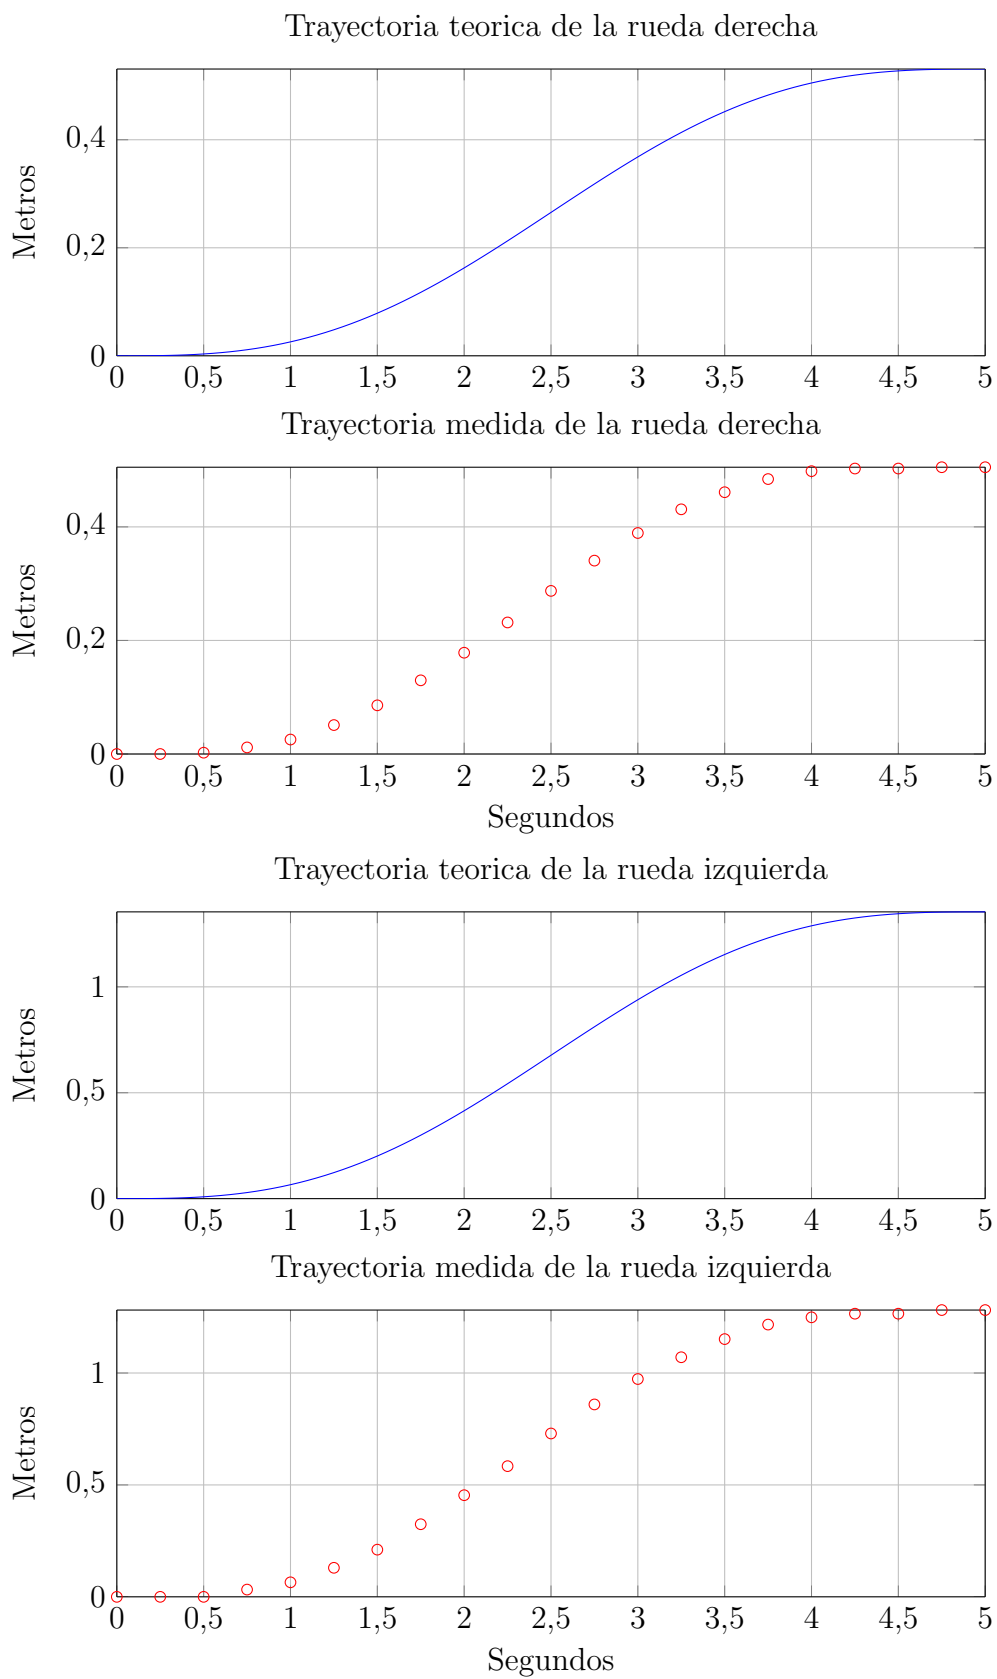 Trayectoria teorica de la rueda derecha
Metros
0,4
0,2
0
0 0,5 1 1,5 2 2,5 3 3,5 4 4,5 5
Trayectoria medida de la rueda derecha
Metros
0,4
0,2
0
0 0,5 1 1,5 2 2,5 3 3,5 4 4,5 5
Segundos
Trayectoria teorica de la rueda izquierda
Metros
1
0,5
0
0 0,5 1 1,5 2 2,5 3 3,5 4 4,5 5
Trayectoria medida de la rueda izquierda
Metros
1
0,5
0
0 0,5 1 1,5 2 2,5 3 3,5 4 4,5 5
Segundos